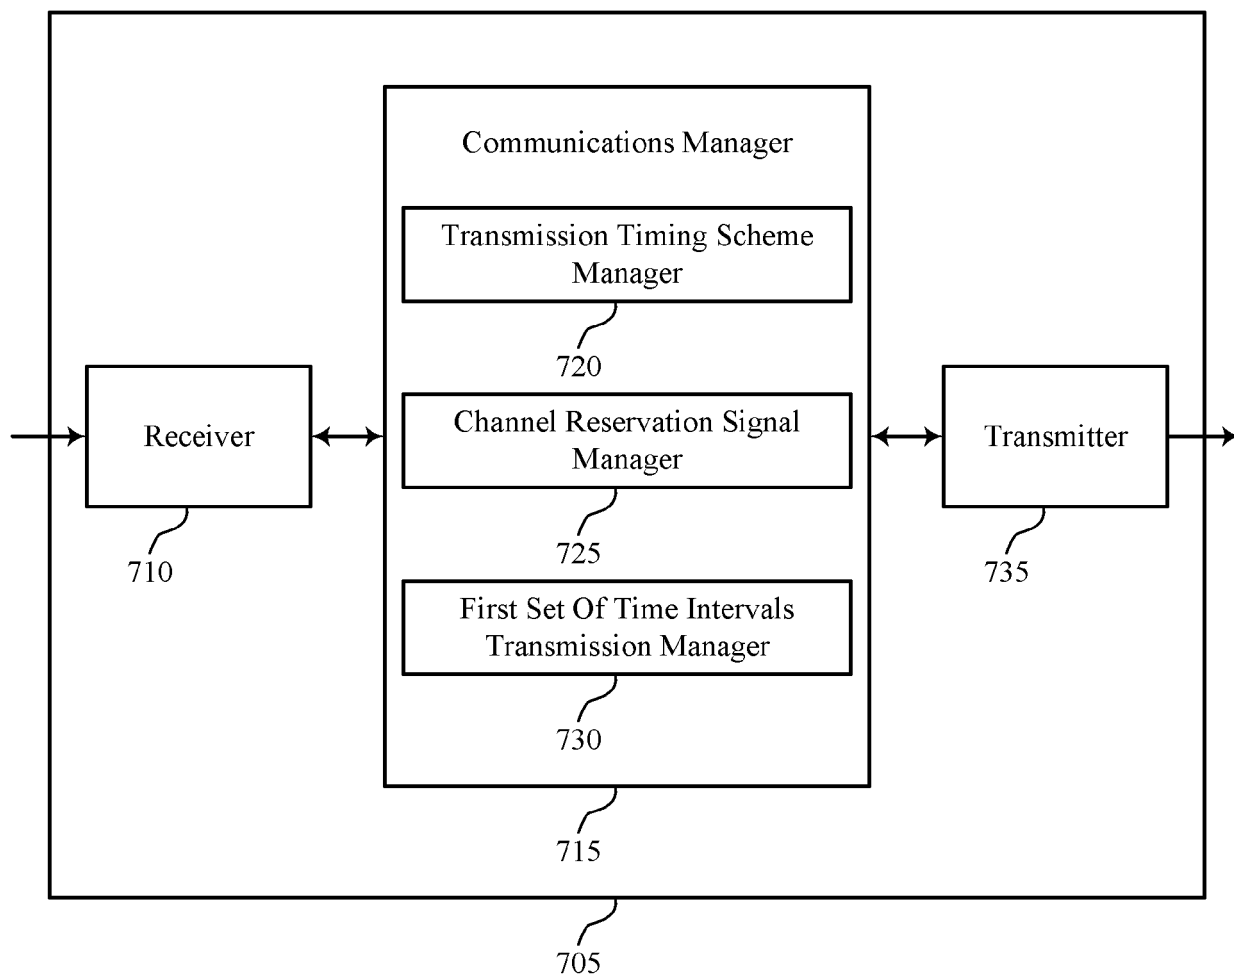 Communications Manager
Transmission Timing Scheme
Manager
720
Receiver
710
Channel Reservation Signal
Manager
725
Transmitter
735
First Set Of Time Intervals
Transmission Manager
730
715
705